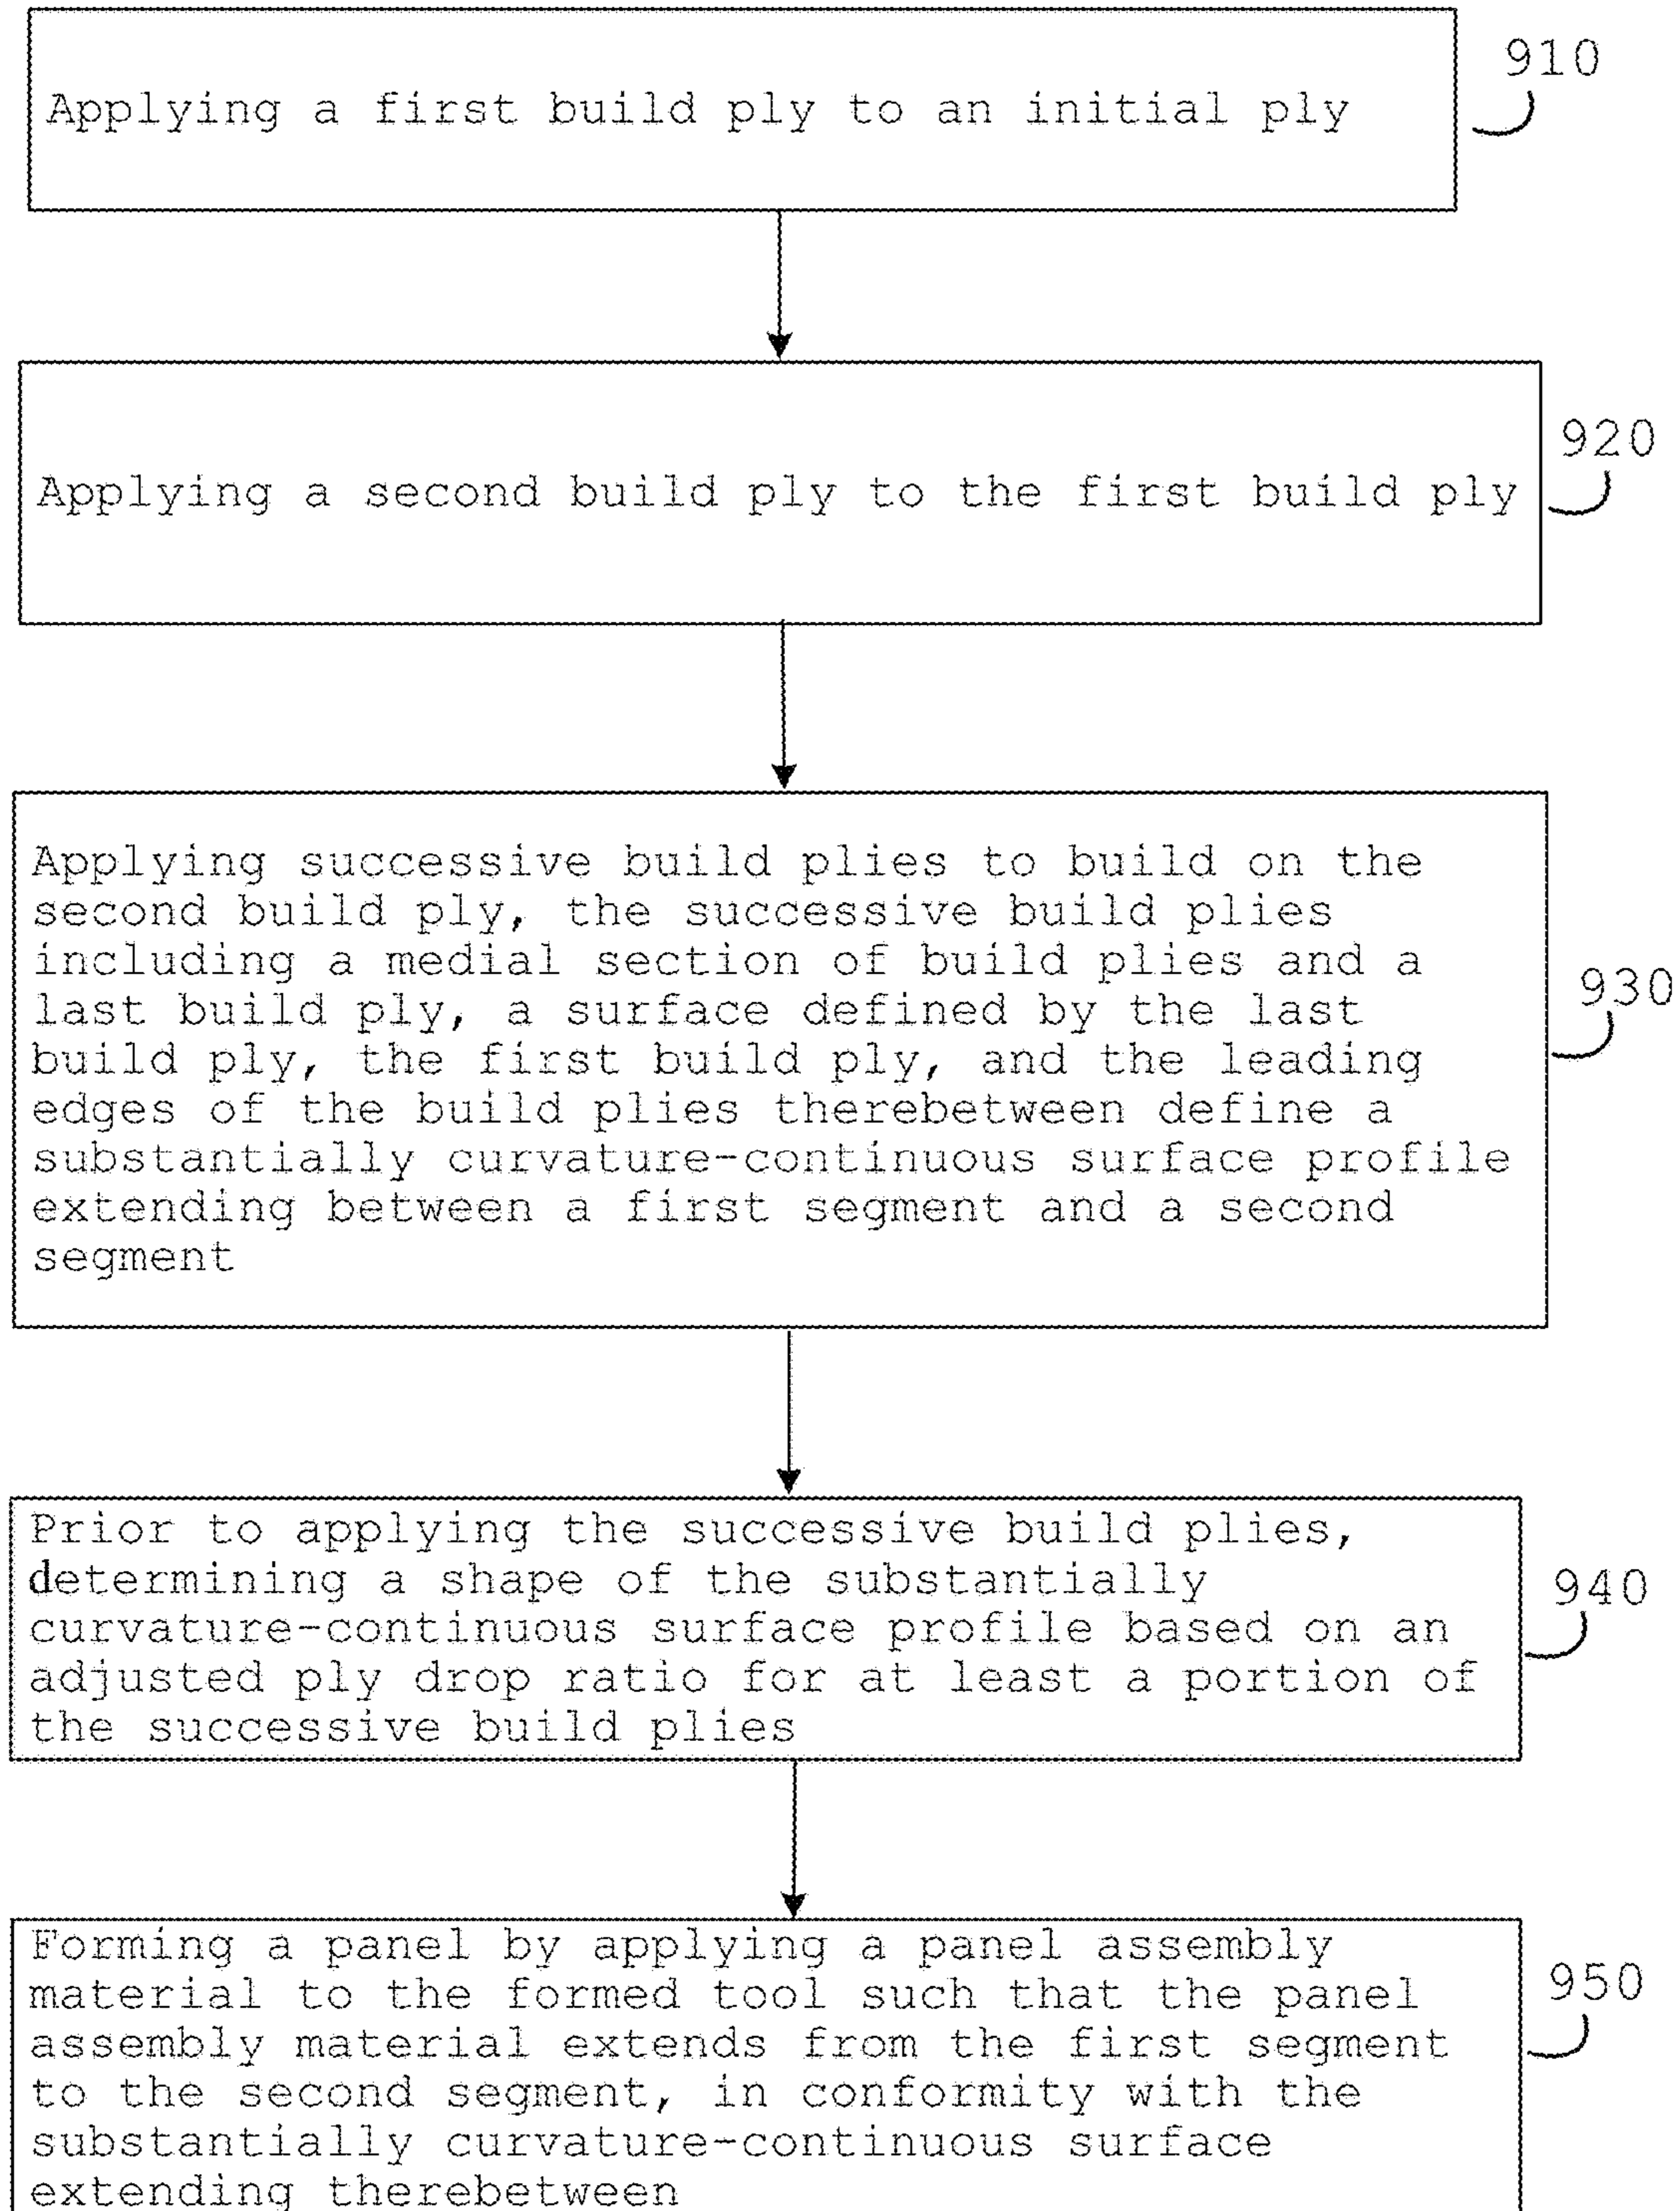 Applying a first build ply to an initial ply
910
Applying a second build ply to the first build ply
920
Applying successive build plies to build on the
second build ply, the successive build plies
including a medial section of build plies and a
last build ply, a surface defined by the last
build ply, the first build ply, and the leading
edges of the build plies therebetween define a
substantially curvature-continuous surface profile
extending between a first segment and a second
segment
930
Prior to applying the successive build plies,
determining a shape of the substantially
curvature-continuous surface profile based on an
adjusted ply drop ratio for at least a portion of
the successive build plies
940
Forming a panel by applying a panel assembly
material to the formed tool such that the panel
assembly material extends from the first segment
to the second segment, in conformity with the
substantially curvature-continuous surface
extending therebetween
950